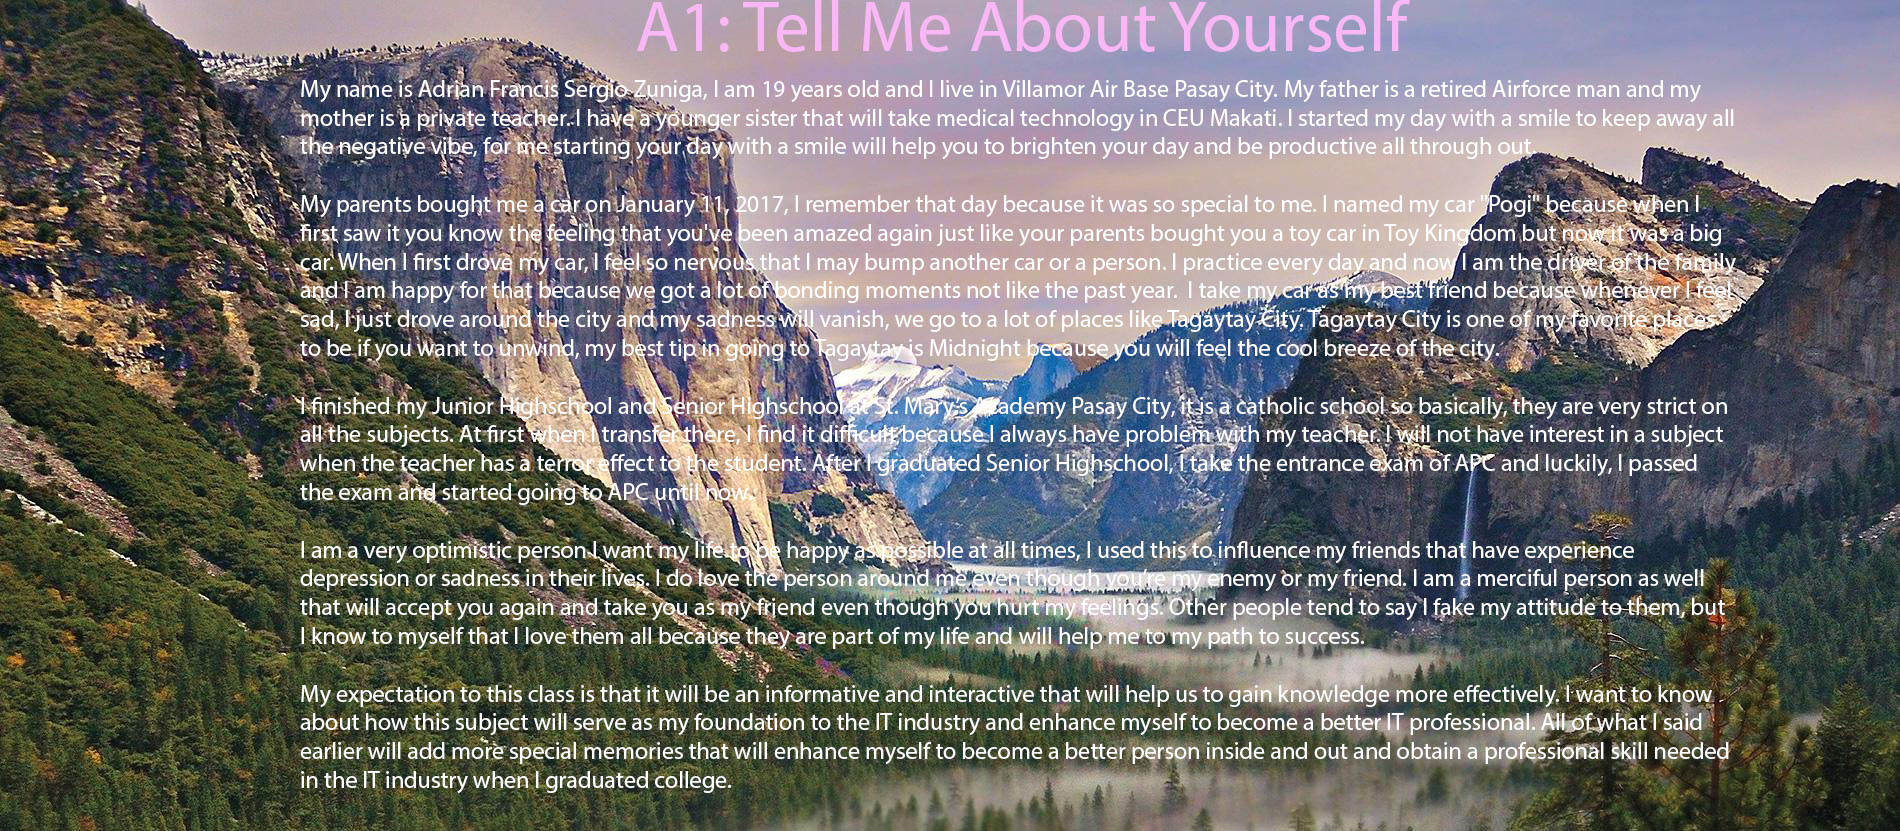 A1: Tell Me About Yourself
My name is Adrian Francis Sergio Zuniga, I am 19 years old and I live in Villamor Air Base Pasay City. My father is a retired Airforce man and my
mother is a private teacher. I have a younger sister that will take medical technology in CEU Makati. I started my day with a smile to keep away all
the negative vibe, for me starting your day with a smile will help you to brighten your day and be productive all through out.
My parents bought me a car on January 11, 2017, I remember that day because it was so special to me. I named my car "Pogi" because when I
first saw it you know the feeling that you've been amazed again just like your parents bought you a toy car in Toy Kingdom but now it was a big
car. When I first drove my car, I feel so nervous that I may bump another car or a person. I practice every day and now I am the driver of the family
and I am happy for that because we got a lot of bonding moments not like the past year.  I take my car as my best friend because whenever I feel
sad, I just drove around the city and my sadness will vanish, we go to a lot of places like Tagaytay City. Tagaytay City is one of my favorite places
to be if you want to unwind, my best tip in going to Tagaytay is Midnight because you will feel the cool breeze of the city.
I finished my Junior Highschool and Senior Highschool at St. Mary's Academy Pasay City, it is a catholic school so basically, they are very strict on
all the subjects. At first when I transfer there, I find it difficult because I always have problem with my teacher. I will not have interest in a subject
when the teacher has a terror effect to the student. After I graduated Senior Highschool, I take the entrance exam of APC and luckily, I passed
the exam and started going to APC until now.
I am a very optimistic person I want my life to be happy as possible at all times, I used this to influence my friends that have experience
depression or sadness in their lives. I do love the person around me even though you're my enemy or my friend. I am a merciful person as well
that will accept you again and take you as my friend even though you hurt my feelings. Other people tend to say I fake my attitude to them, but
I know to myself that I love them all because they are part of my life and will help me to my path to success.
My expectation to this class is that it will be an informative and interactive that will help us to gain knowledge more effectively. I want to know
about how this subject will serve as my foundation to the IT industry and enhance myself to become a better IT professional. All of what I said
earlier will add more special memories that will enhance myself to become a better person inside and out and obtain a professional skill needed
in the IT industry when I graduated college.